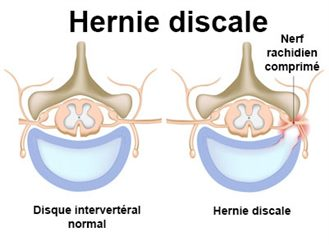 Hernie discale
Nerf
rachidien
comprimé
Disque intervertéral
normal
Hernie discale